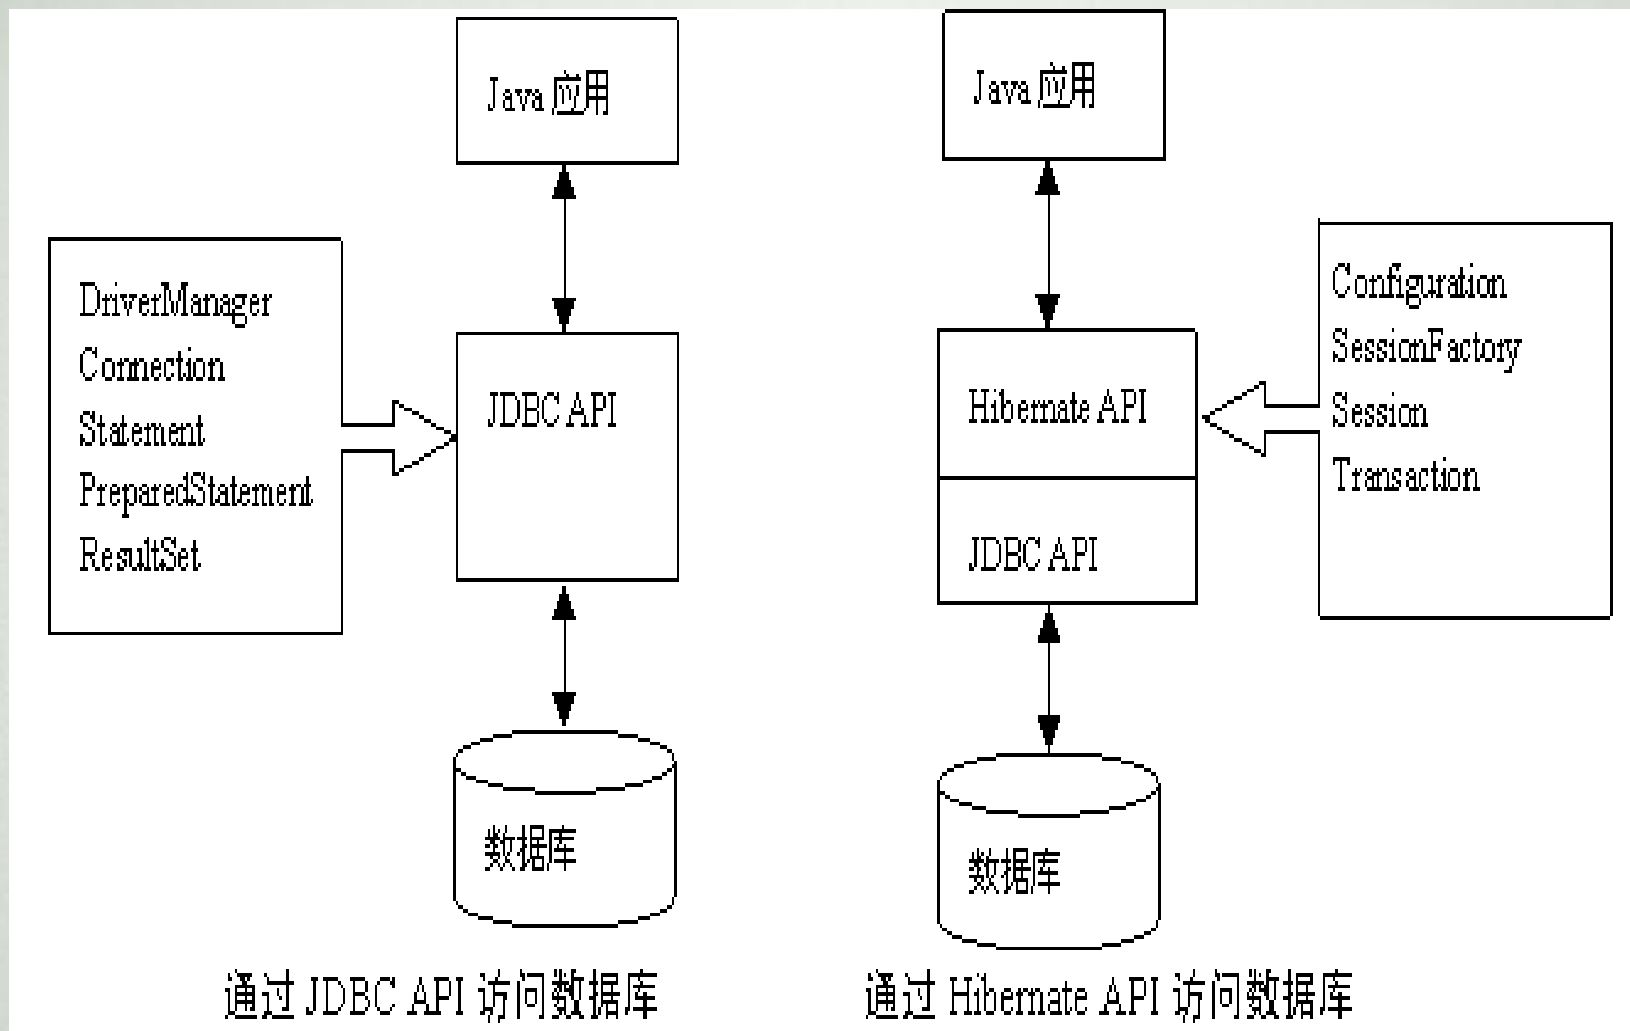 Java 应用
DriverManager
Connection
Statement
PreparedStatement
ResultSet
JDBC API
数据库
通过 JDBC API 访问数据库
Java 应用
Hibernate API
JDBC API
Configuration
SessionFactory
Session
Transaction
数据库
通过 Hibernate API 访问数据库